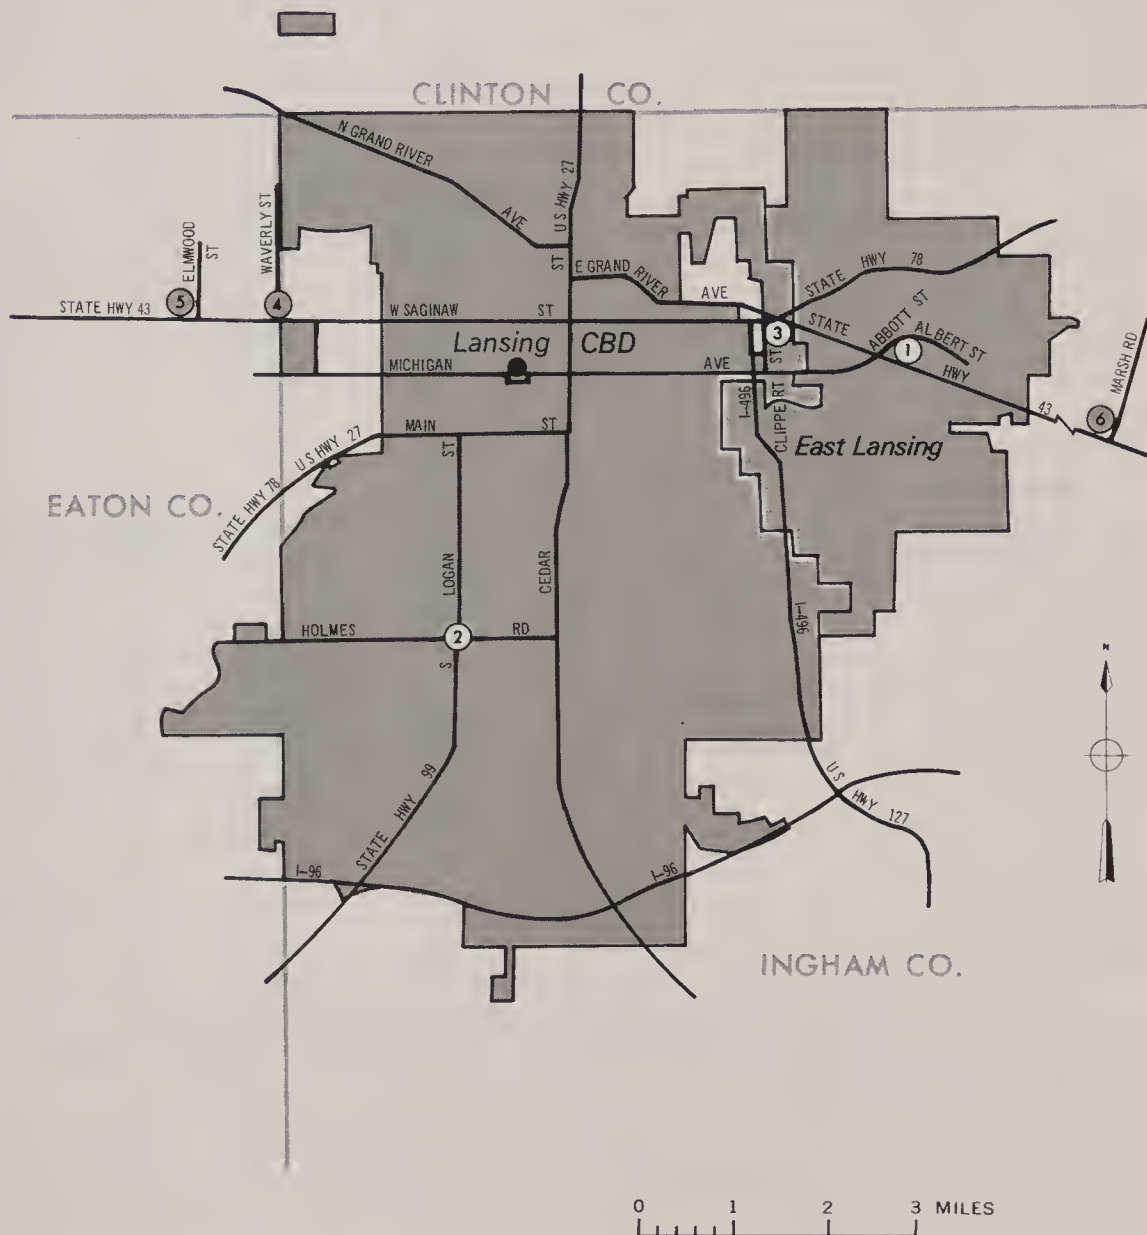 CLINTON CO.
N GRAND RIVER
AVE
US HWY 27
ST
WAVERLY ST
ELMWOOD
ST
E GRAND RIVER
AVE
STATE HWY 78
STATE HWY 43
5
4
W SAGINAW ST
3
STATE
HWY
43
ABBOTT ST
ALBERT ST
1
MARSH RD
6
Lansing CBD
MICHIGAN AVE
I-496
CLIPPERT
ST
East Lansing
MAIN ST
US HWY 27
STATE HWY 78
EATON CO.
ST
LOGAN
CEDAR
I-496
HOLMES RD
2
S
N
STATE HWY 99
US HWY 127
I-96
I-96
INGHAM CO.
0 1 2 3 MILES